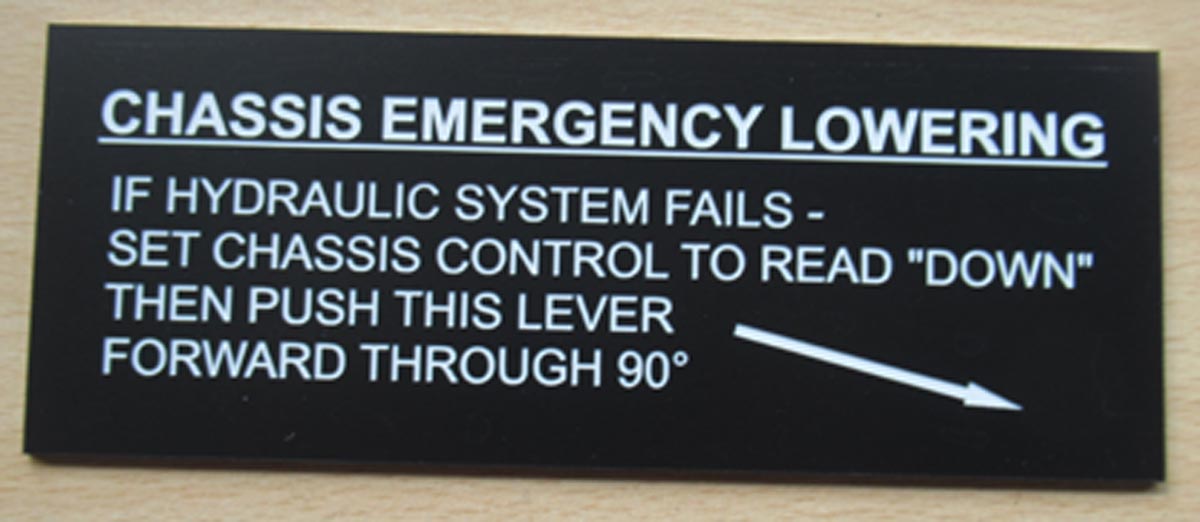 CHASSIS EMERGENCY LOWERING
IF HYDRAULIC SYSTEM FAILS -
SET CHASSIS CONTROL TO READ "DOWN"
THEN PUSH THIS LEVER
FORWARD THROUGH 90°